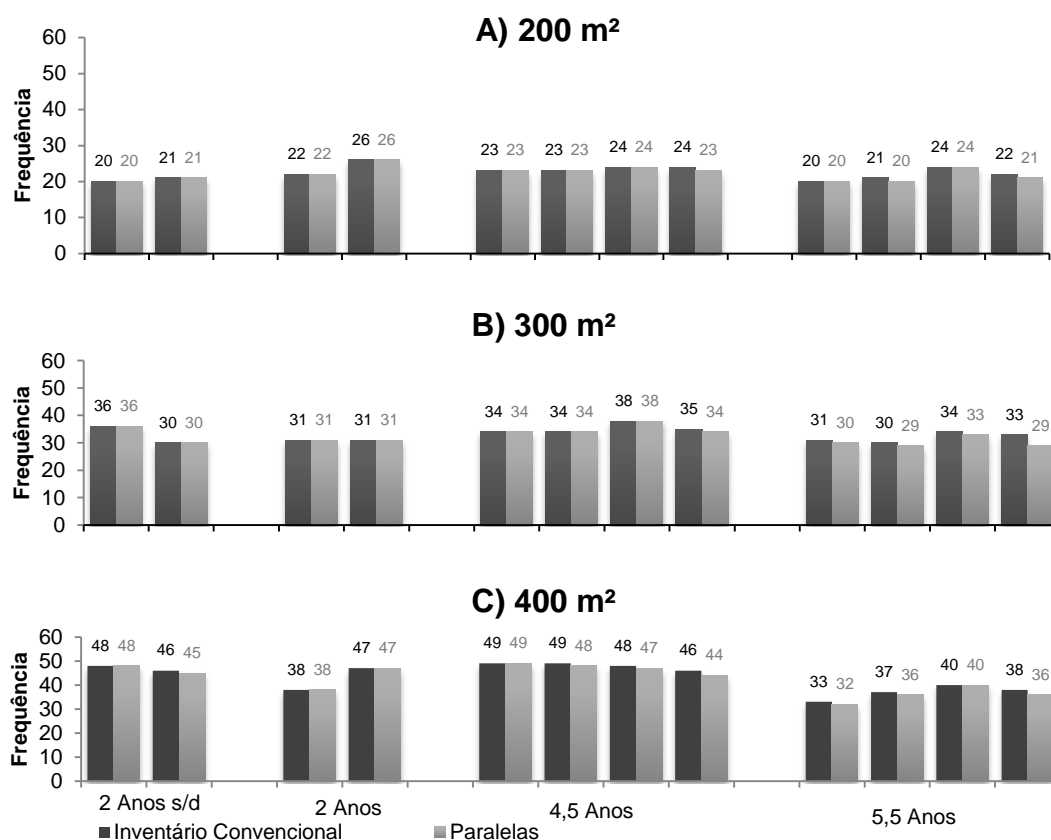 A) 200 m²
Frequência
60
50
40
30
20
10
0
20 20 21 21 22 22 26 26 23 23 23 23 24 24 24 23 20 20 21 20 24 24 22 21
B) 300 m²
Frequência
60
50
40
30
20
10
0
36 36 30 30 31 31 31 31 34 34 34 34 38 38 35 34 31 30 30 29 34 33 33 29
C) 400 m²
Frequência
60
50
40
30
20
10
0
48 48 46 45 38 38 47 47 49 49 49 48 48 47 46 44 33 32 37 36 40 40 38 36
2 Anos s/d 2 Anos 4,5 Anos 5,5 Anos
Inventário Convencional Paralelas